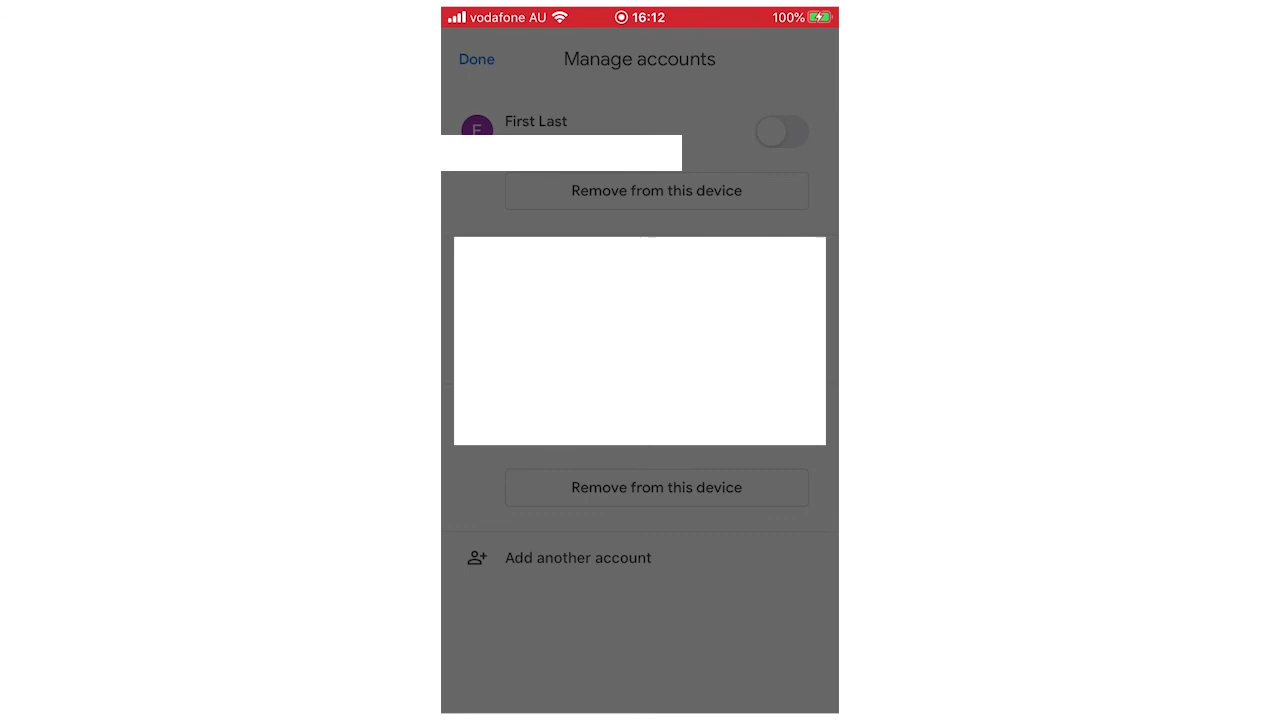 vodafone AU 16:12 100%
Done Manage accounts
F
First Last
Remove from this device
Remove from this device
Add another account